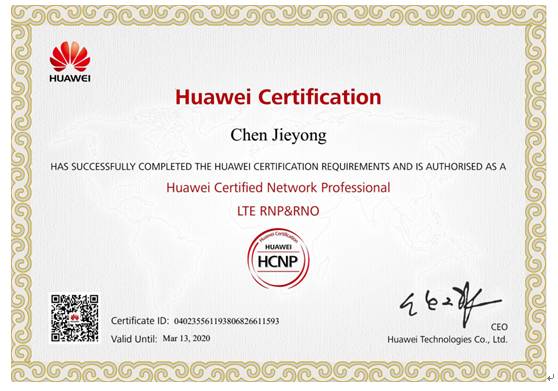 HUAWEI
Huawei Certification
Chen Jieyong
HAS SUCCESSFULLY COMPLETED THE HUAWEI CERTIFICATION REQUIREMENTS AND IS AUTHORISED AS A
Huawei Certified Network Professional
LTE RNP&RNO
Huawei Certification
HUAWEI
HCNP
Certificate ID: 040235561193806826611593
Valid Until: Mar 13, 2020
CEO
Huawei Technologies Co., Ltd.